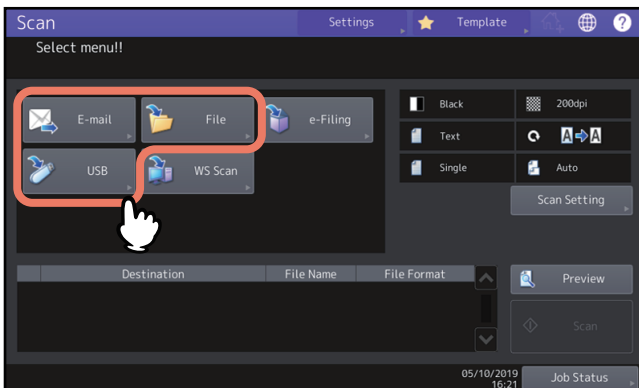 Scan Settings Template ?
Select menu!!
E-mail File e-Filing
USB WS Scan
Black 200dpi
Text A A
Single Auto
Scan Setting
Destination File Name File Format
Preview
Scan
05/10/2019
16:21
Job Status